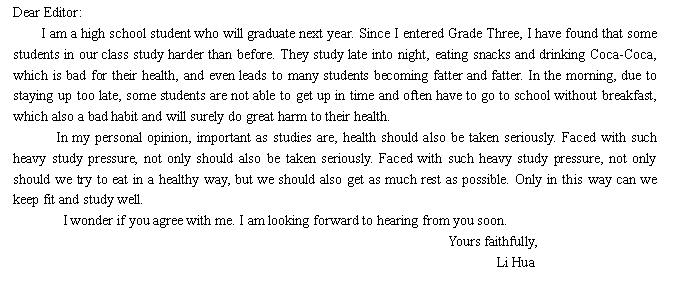 Dear Editor:
I am a high school student who will graduate next year. Since I entered Grade Three, I have found that some
students in our class study harder than before. They study late into night, eating snacks and drinking Coca-Coca,
which is bad for their health, and even leads to many students becoming fatter and fatter. In the morning, due to
staying up too late, some students are not able to get up in time and often have to go to school without breakfast,
which also a bad habit and will surely do great harm to their health.
In my personal opinion, important as studies are, health should also be taken seriously. Faced with such
heavy study pressure, not only should also be taken seriously. Faced with such heavy study pressure, not only
should we try to eat in a healthy way, but we should also get as much rest as possible. Only in this way can we
keep fit and study well.
I wonder if you agree with me. I am looking forward to hearing from you soon.
Yours faithfully,
Li Hua